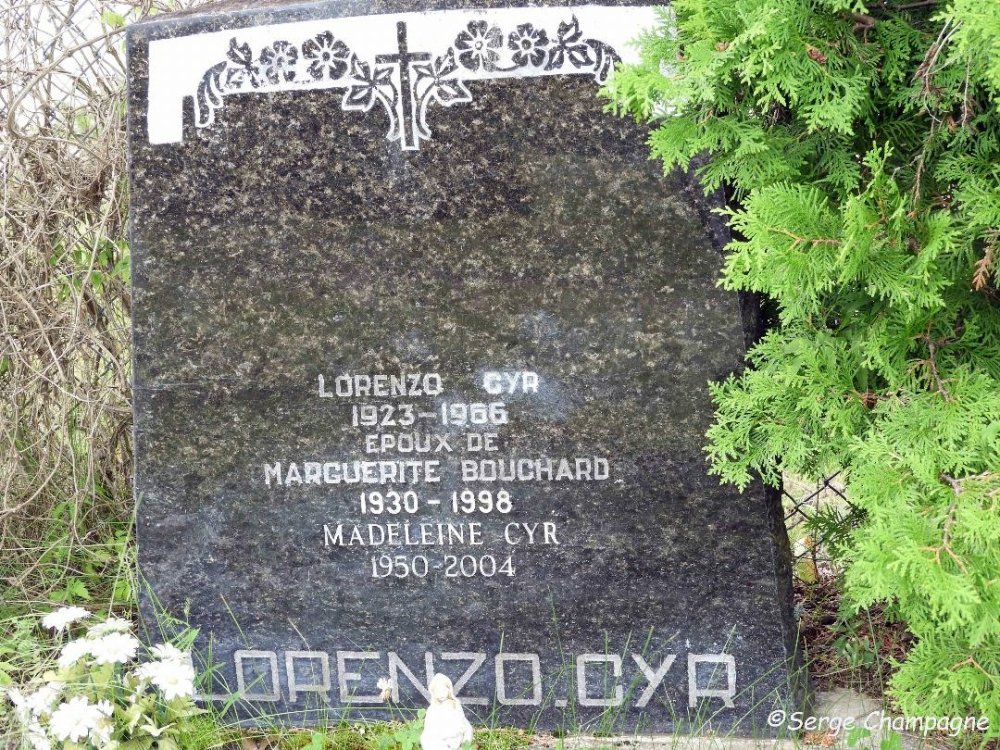 LORENZO CYR
1923-1966
EPOUX DE
MARGUERITE BOUCHARD
1930-1998
MADELEINE CYR
1950-2004
LORENZO.CYR
©Serge Champagne